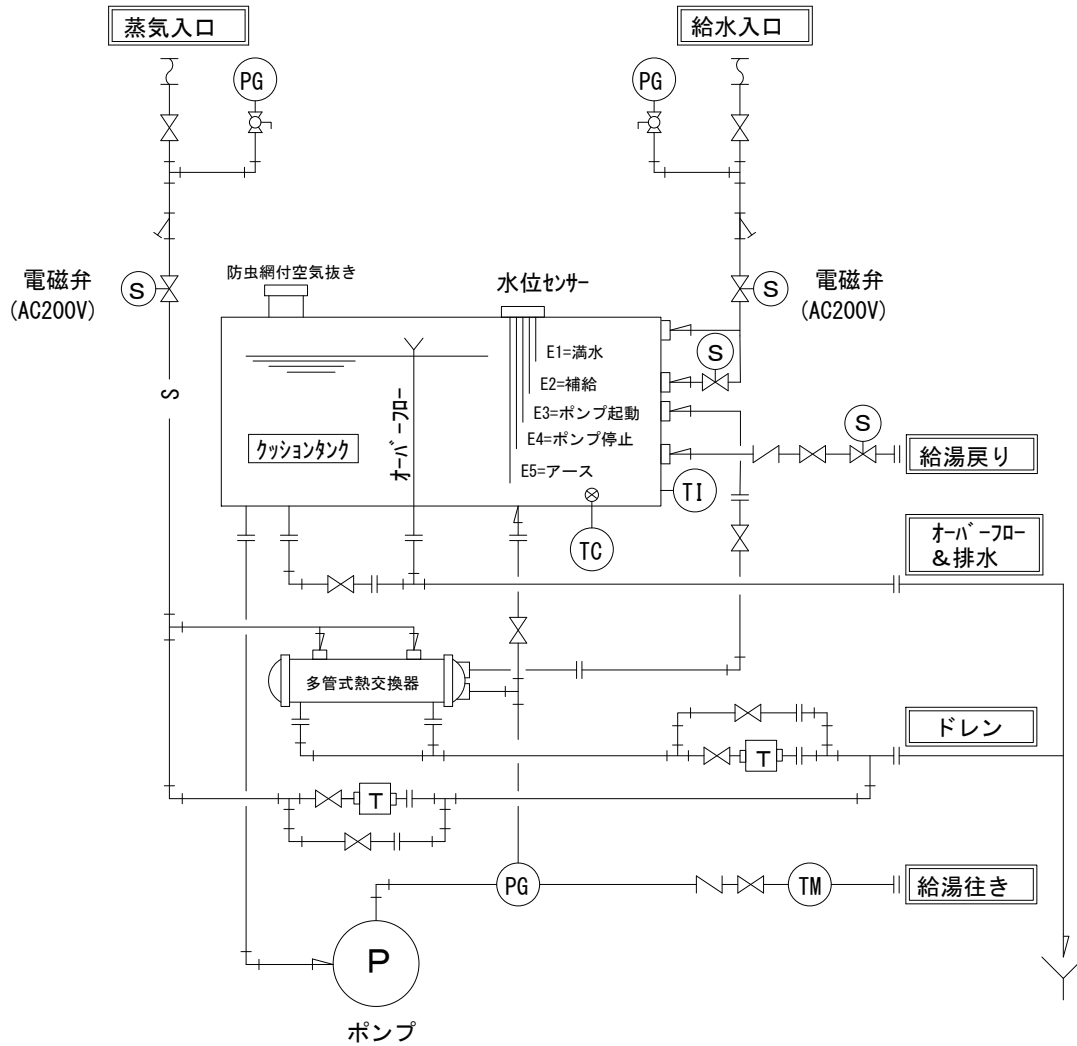 蒸気入口
給水入口
PG
PG
電磁弁
(AC200V)
S
防虫網付空気抜き
水位ｾﾝｻｰ
S
電磁弁
(AC200V)
E1=満水
S
E2=補給
E3=ポンプ起動
E4=ポンプ停止
E5=アース
S
ｸｯｼｮﾝﾀﾝｸ
ｵｰﾊﾞｰﾌﾛｰ
S
給湯戻り
TI
TC
ｵｰﾊﾞｰﾌﾛｰ
&排水
多管式熱交換器
ドレン
T
T
PG
TM
給湯往き
P
ポンプ